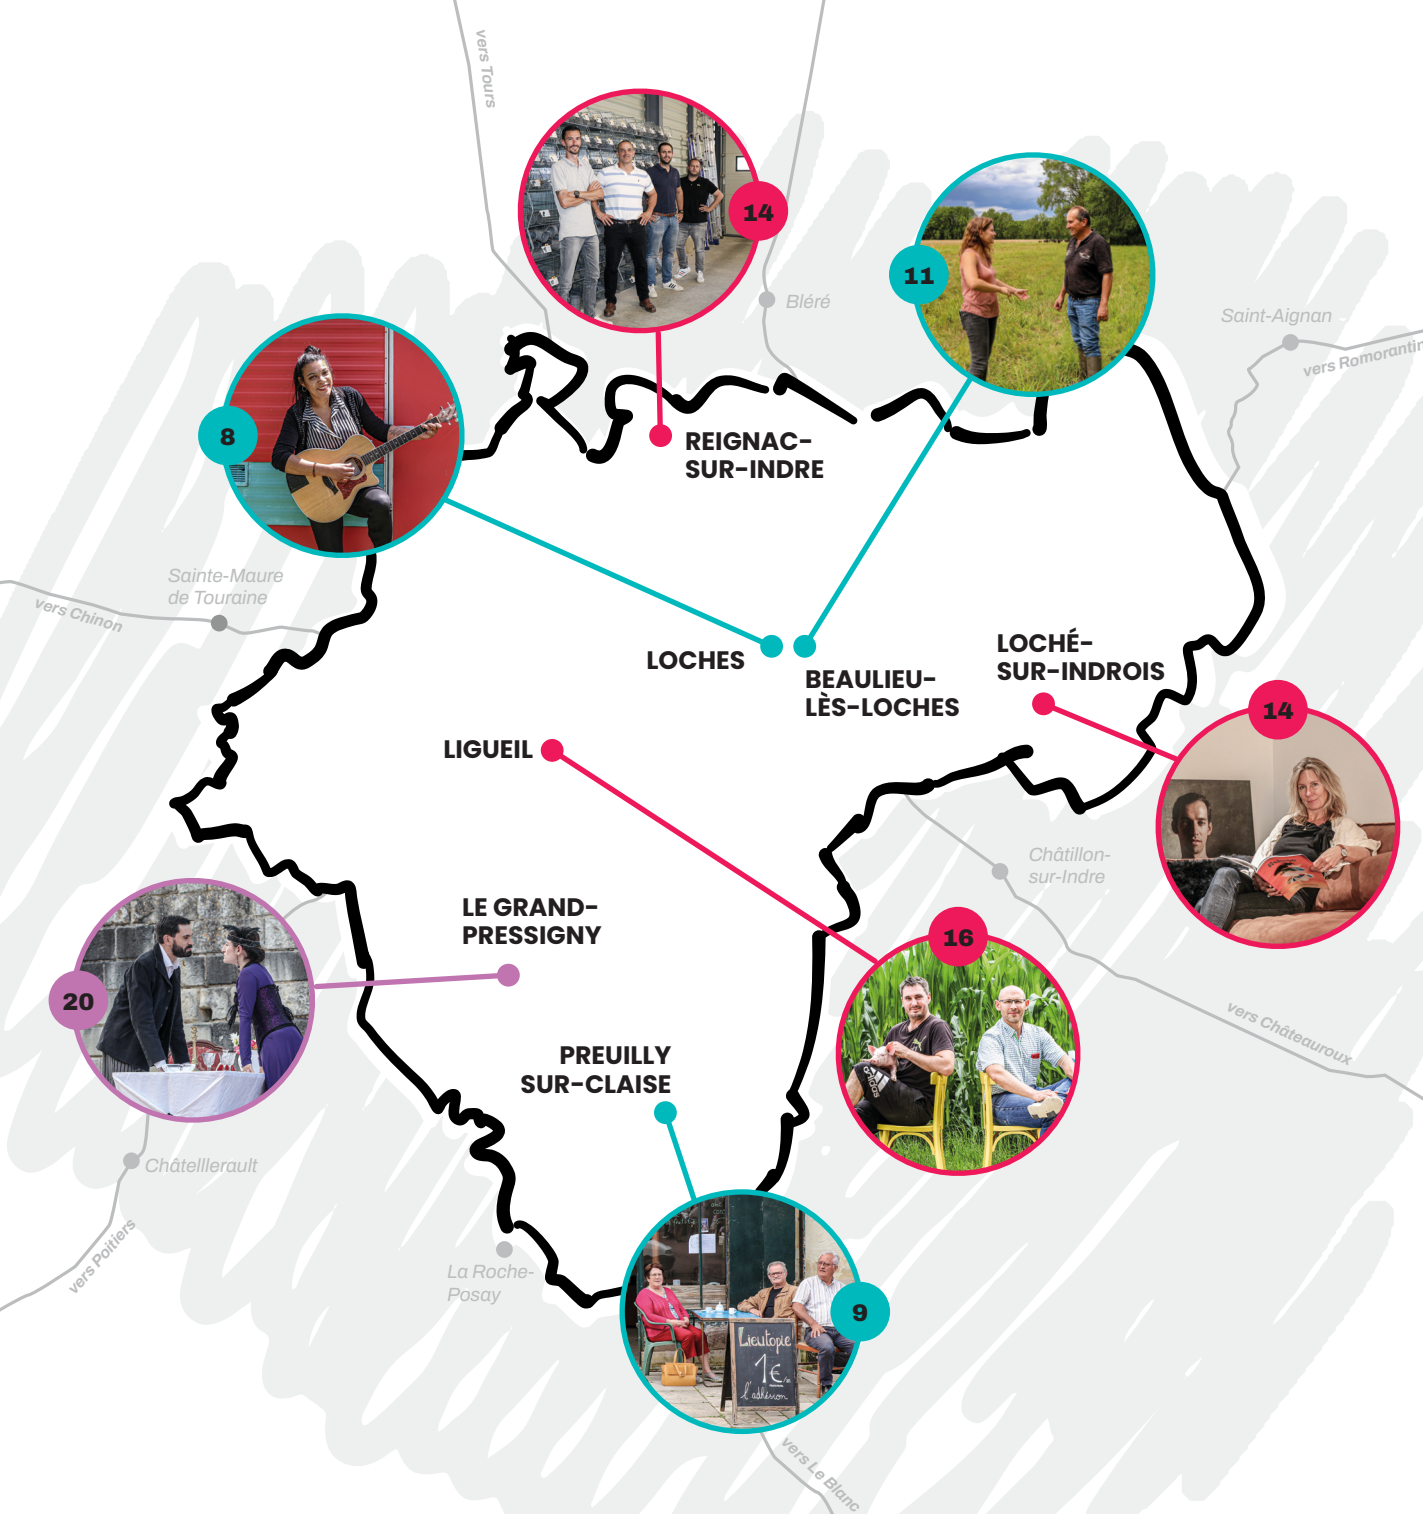 vers Tours
14
11
Bléré
Saint-Aignan
vers Romorantin
8
REIGNAC-
SUR-INDRE
Sainte-Maure
de Touraine
vers Chinon
LOCHES
BEAULIEU-
LÈS-LOCHES
LOCHÉ-
SUR-INDROIS
14
LIGUEIL
Châtillon-
sur-Indre
LE GRAND-
PRESSIGNY
16
20
vers Châteauroux
PREUILLY
SUR-CLAISE
Châtelllerault
vers Poitiers
La Roche-
Posay
9
Lieutopie
1€
l'adhésion
vers Le Blanc